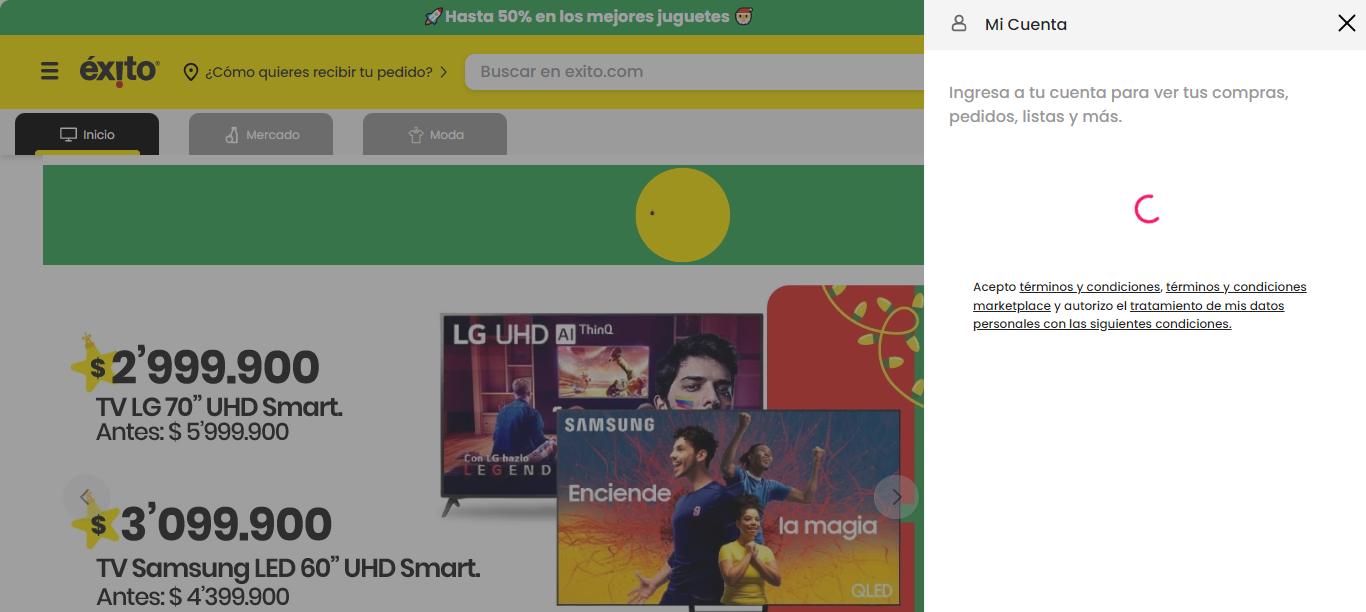 Hasta 50% en los mejores juguetes
Mi Cuenta
éxito
¿Cómo quieres recibir tu pedido?
Buscar en exito.com
Ingresa a tu cuenta para ver tus compras,
pedidos, listas y más.
Inicio
Mercado
Moda
Acepto términos y condiciones, términos y condiciones
marketplace y autorizo el tratamiento de mis datos
personales con las siguientes condiciones.
$ 2’999.900
TV LG 70” UHD Smart.
Antes: $ 5’999.900
$ 3’099.900
TV Samsung LED 60” UHD Smart.
Antes: $ 4’399.900
LG UHD AI ThinQ
Con LG hazlo
LEGEND
SAMSUNG
Enciende
la magia
QLED